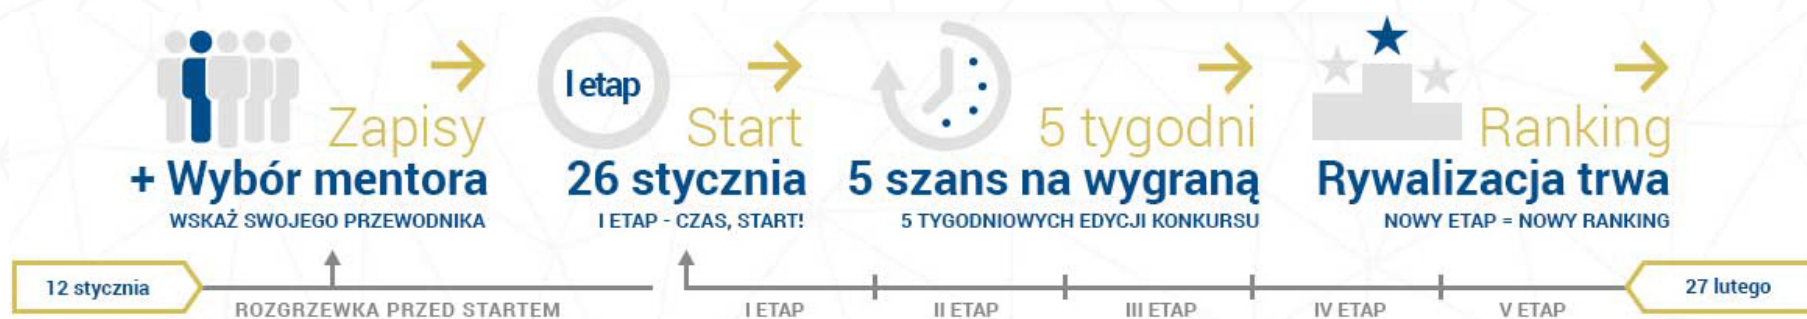 Zapisy
+ Wybór mentora
WSKAŻ SWOJEGO PRZEWODNIKA
I etap
Start
26 stycznia
I ETAP - CZAS, START!
5 tygodni
5 szans na wygraną
5 TYGODNIOWYCH EDYCJI KONKURSU
Ranking
Rywalizacja trwa
NOWY ETAP = NOWY RANKING
12 stycznia
ROZGRZEWKA PRZED STARTEM
I ETAP
II ETAP
III ETAP
IV ETAP
V ETAP
27 lutego